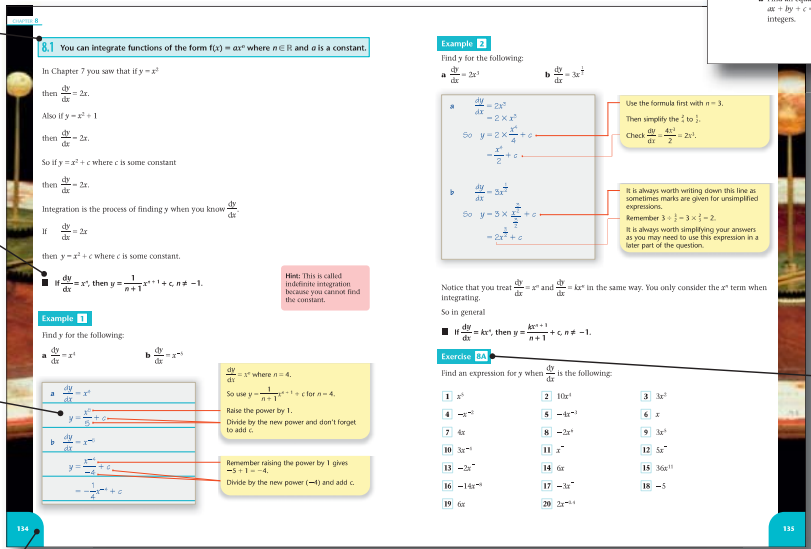 CHAPTER 8
8.1 You can integrate functions of the form f(x) = axⁿ where n ∈ ℝ and a is a constant.
In Chapter 7 you saw that if y = x²
then dy/dx = 2x.
Also if y = x² + 1
then dy/dx = 2x.
So if y = x² + c where c is some constant
then dy/dx = 2x.
Integration is the process of finding y when you know dy/dx.
If dy/dx = 2x
then y = x² + c where c is some constant.
■ If dy/dx = xⁿ, then y = 1/(n + 1) xⁿ⁺¹ + c, n ≠ −1.
Hint: This is called
indefinite integration
because you cannot find
the constant.
Example 1
Find y for the following:
a dy/dx = x⁴ b dy/dx = x⁻⁵
a dy/dx = x⁴
y = x⁵/5 + c
b dy/dx = x⁻⁵
y = x⁻⁴/−4 + c
= −1/4 x⁻⁴ + c
dy/dx = xⁿ where n = 4.
So use y = 1/(n + 1) xⁿ⁺¹ + c for n = 4.
Raise the power by 1.
Divide by the new power and don't forget
to add c.
Remember raising the power by 1 gives
−5 + 1 = −4.
Divide by the new power (−4) and add c.
134
ax + by + c =
integers.
Example 2
Find y for the following:
a dy/dx = 2x³ b dy/dx = 3x^½
a dy/dx = 2x³
= 2 × x³
So y = 2 × x⁴/4 + c
= x⁴/2 + c
b dy/dx = 3x^½
So y = 3 × x^(3/2)/(3/2) + c
= 2x^(3/2) + c
Use the formula first with n = 3.
Then simplify the 2/4 to ½.
Check dy/dx = 4x³/2 = 2x³.
It is always worth writing down this line as
sometimes marks are given for unsimplified
expressions.
Remember 3 ÷ 3/2 = 3 × 2/3 = 2.
It is always worth simplifying your answers
as you may need to use this expression in a
later part of the question.
Notice that you treat dy/dx = xⁿ and dy/dx = kxⁿ in the same way. You only consider the xⁿ term when
integrating.
So in general
■ If dy/dx = kxⁿ, then y = kxⁿ⁺¹/(n + 1) + c, n ≠ −1.
Exercise 8A
Find an expression for y when dy/dx is the following:
1 x⁵ 2 10x⁴ 3 3x²
4 −x⁻² 5 −4x⁻³ 6 x
7 4x 8 −2x⁶ 9 3x⁵
10 3x⁻⁴ 11 x 12 5x
13 −2x 14 6x 15 36x¹¹
16 −14x⁻⁸ 17 −3x 18 −5
19 6x 20 2x⁻⁰·⁴
135